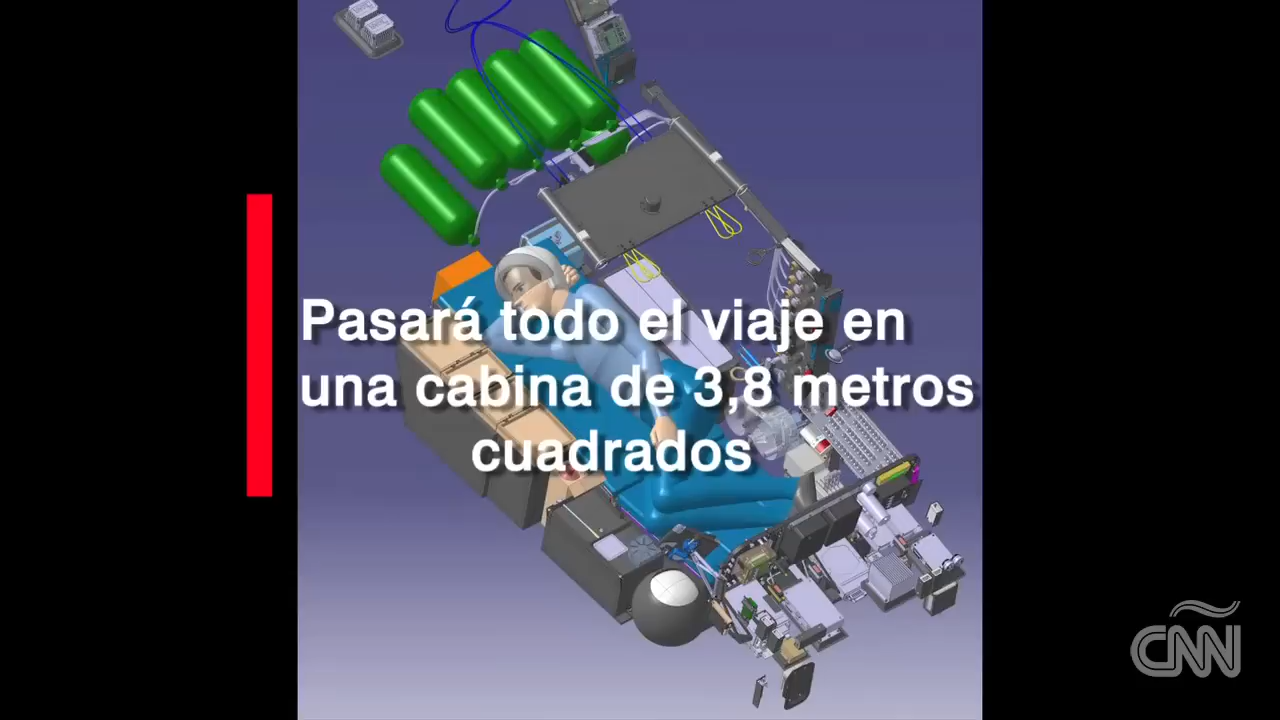 Pasará todo el viaje en
una cabina de 3,8 metros
cuadrados
CNN